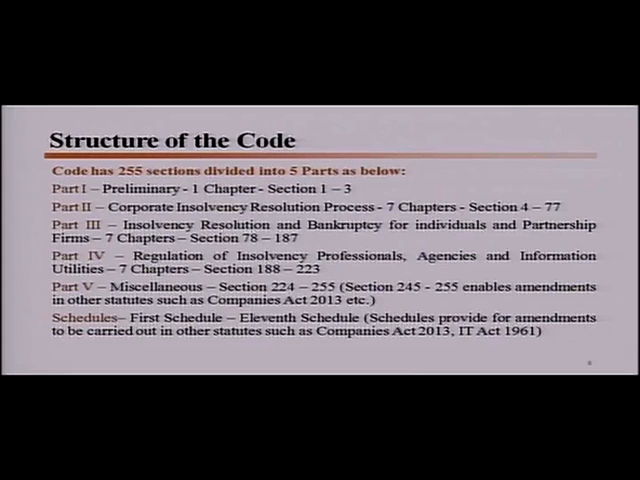 Structure of the Code
Code has 255 sections divided into 5 Parts as below:
Part I – Preliminary - 1 Chapter - Section 1 – 3
Part II – Corporate Insolvency Resolution Process - 7 Chapters - Section 4 – 77
Part III – Insolvency Resolution and Bankruptcy for individuals and Partnership
Firms – 7 Chapters – Section 78 – 187
Part IV – Regulation of Insolvency Professionals, Agencies and Information
Utilities – 7 Chapters – Section 188 – 223
Part V – Miscellaneous – Section 224 – 255 (Section 245 - 255 enables amendments
in other statutes such as Companies Act 2013 etc.)
Schedules– First Schedule – Eleventh Schedule (Schedules provide for amendments
to be carried out in other statutes such as Companies Act 2013, IT Act 1961)